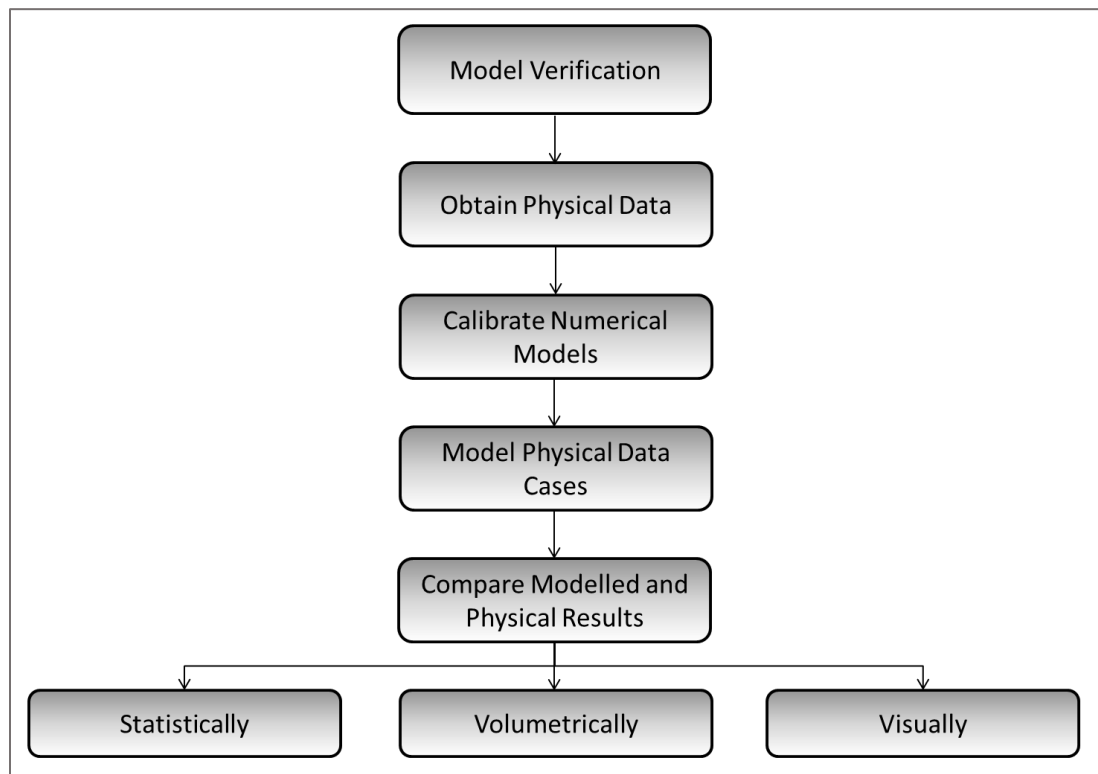 Model Verification
Obtain Physical Data
Calibrate Numerical
Models
Model Physical Data
Cases
Compare Modelled and
Physical Results
Statistically
Volumetrically
Visually